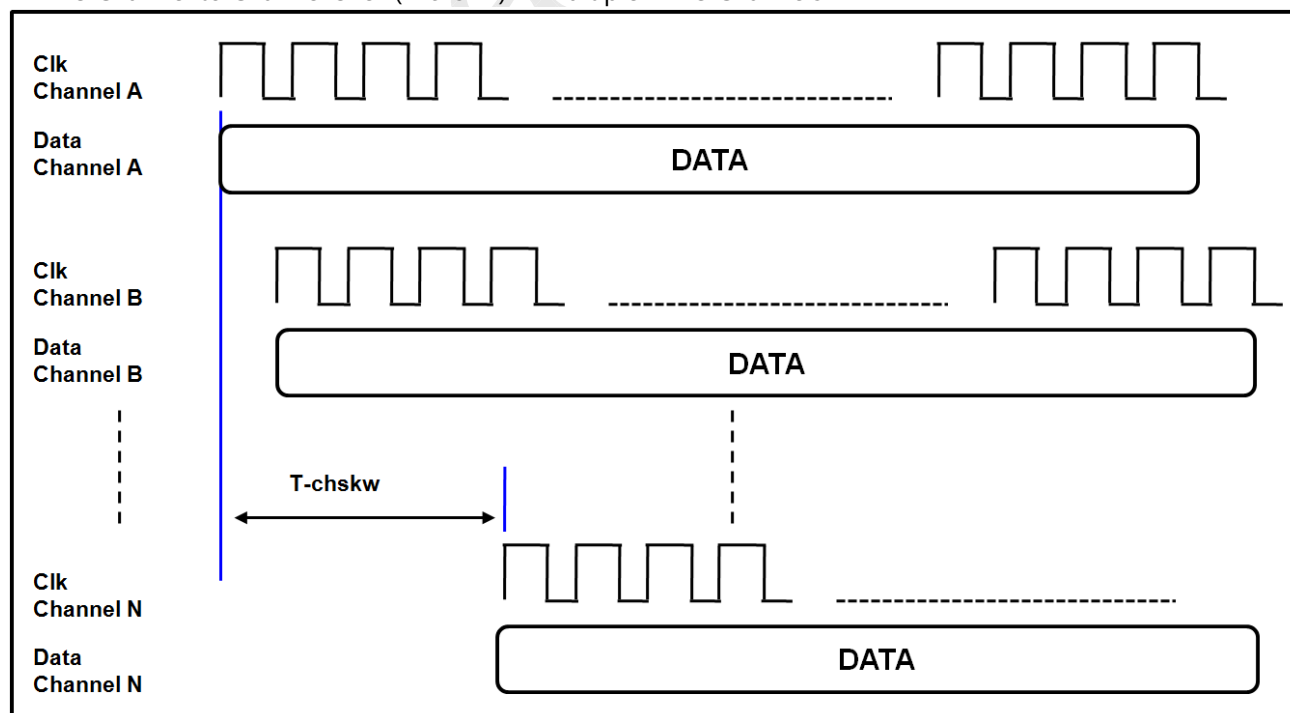 Clk
Channel A
Data
Channel A
DATA
Clk
Channel B
Data
Channel B
DATA
T-chskw
Clk
Channel N
Data
Channel N
DATA